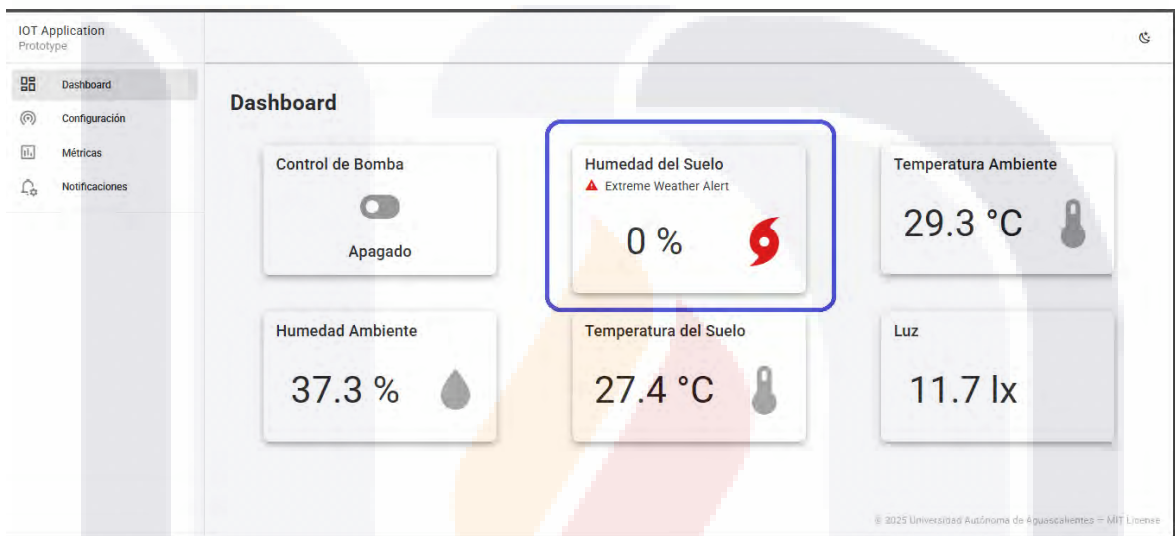 IOT Application
Prototype
Dashboard
Configuración
Métricas
Notificaciones
Dashboard
Control de Bomba
Apagado
Humedad del Suelo
Extreme Weather Alert
0 %
Temperatura Ambiente
29.3 °C
Humedad Ambiente
37.3 %
Temperatura del Suelo
27.4 °C
Luz
11.7 lx
© 2025 Universidad Autónoma de Aguascalientes — MIT License